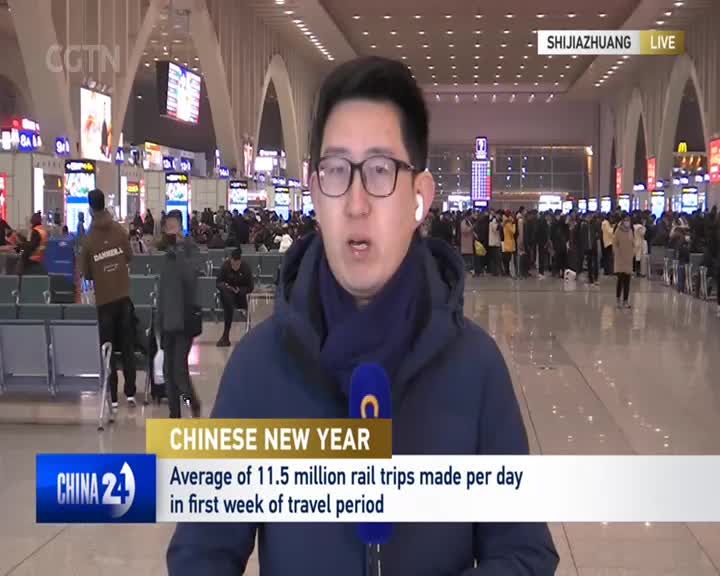 CGTN
SHIJIAZHUANG LIVE
CHINESE NEW YEAR
CHINA 24
Average of 11.5 million rail trips made per day
in first week of travel period